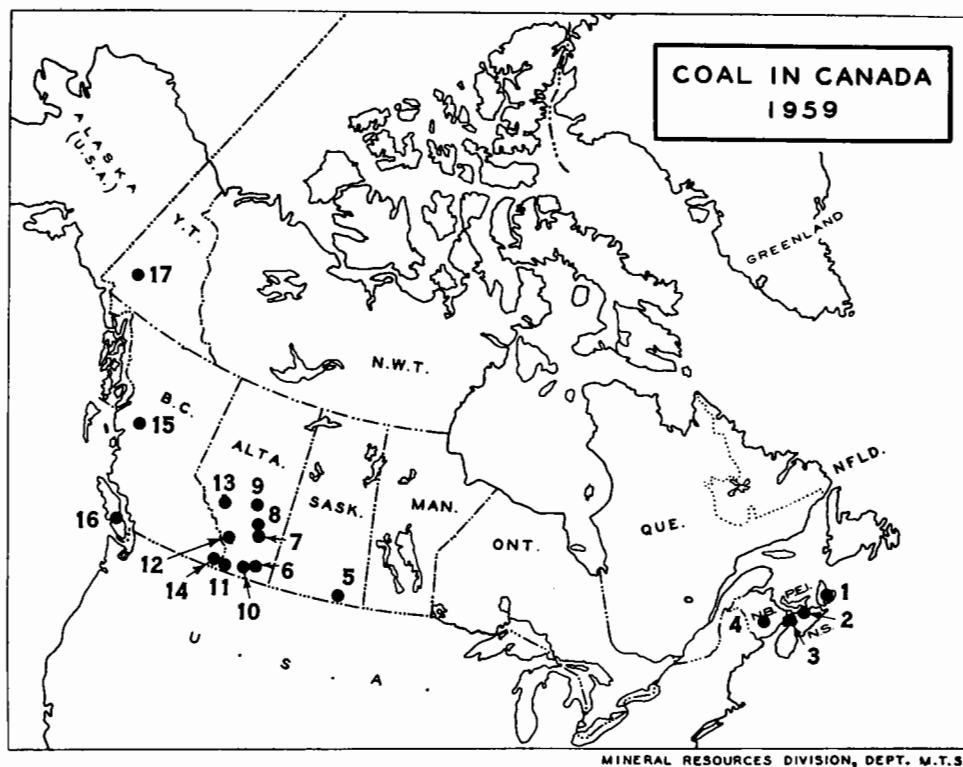 COAL IN CANADA
1959
ALASKA
(U.S.A.)
Y.T.
GREENLAND
17
N.W.T.
B.C.
15
ALTA.
NFLD.
13
9
SASK.
MAN.
8
16
QUE.
7
ONT.
12
14
11
6
10
5
P.E.I.
1
N.B.
4
2
N.S.
3
U. S. A.
MINERAL RESOURCES DIVISION, DEPT. M.T.S